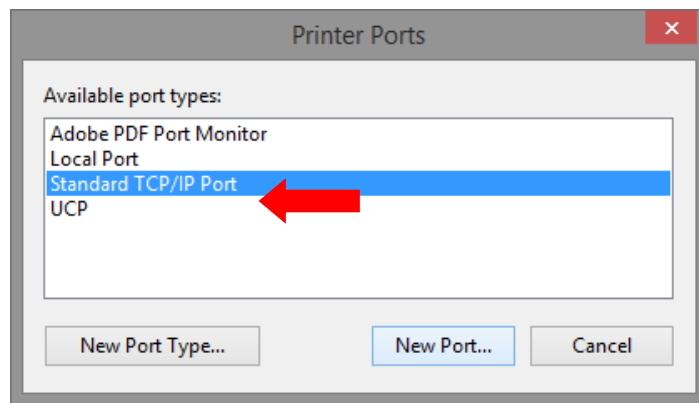 Printer Ports
Available port types:
Adobe PDF Port Monitor
Local Port
Standard TCP/IP Port
UCP
New Port Type...
New Port...
Cancel